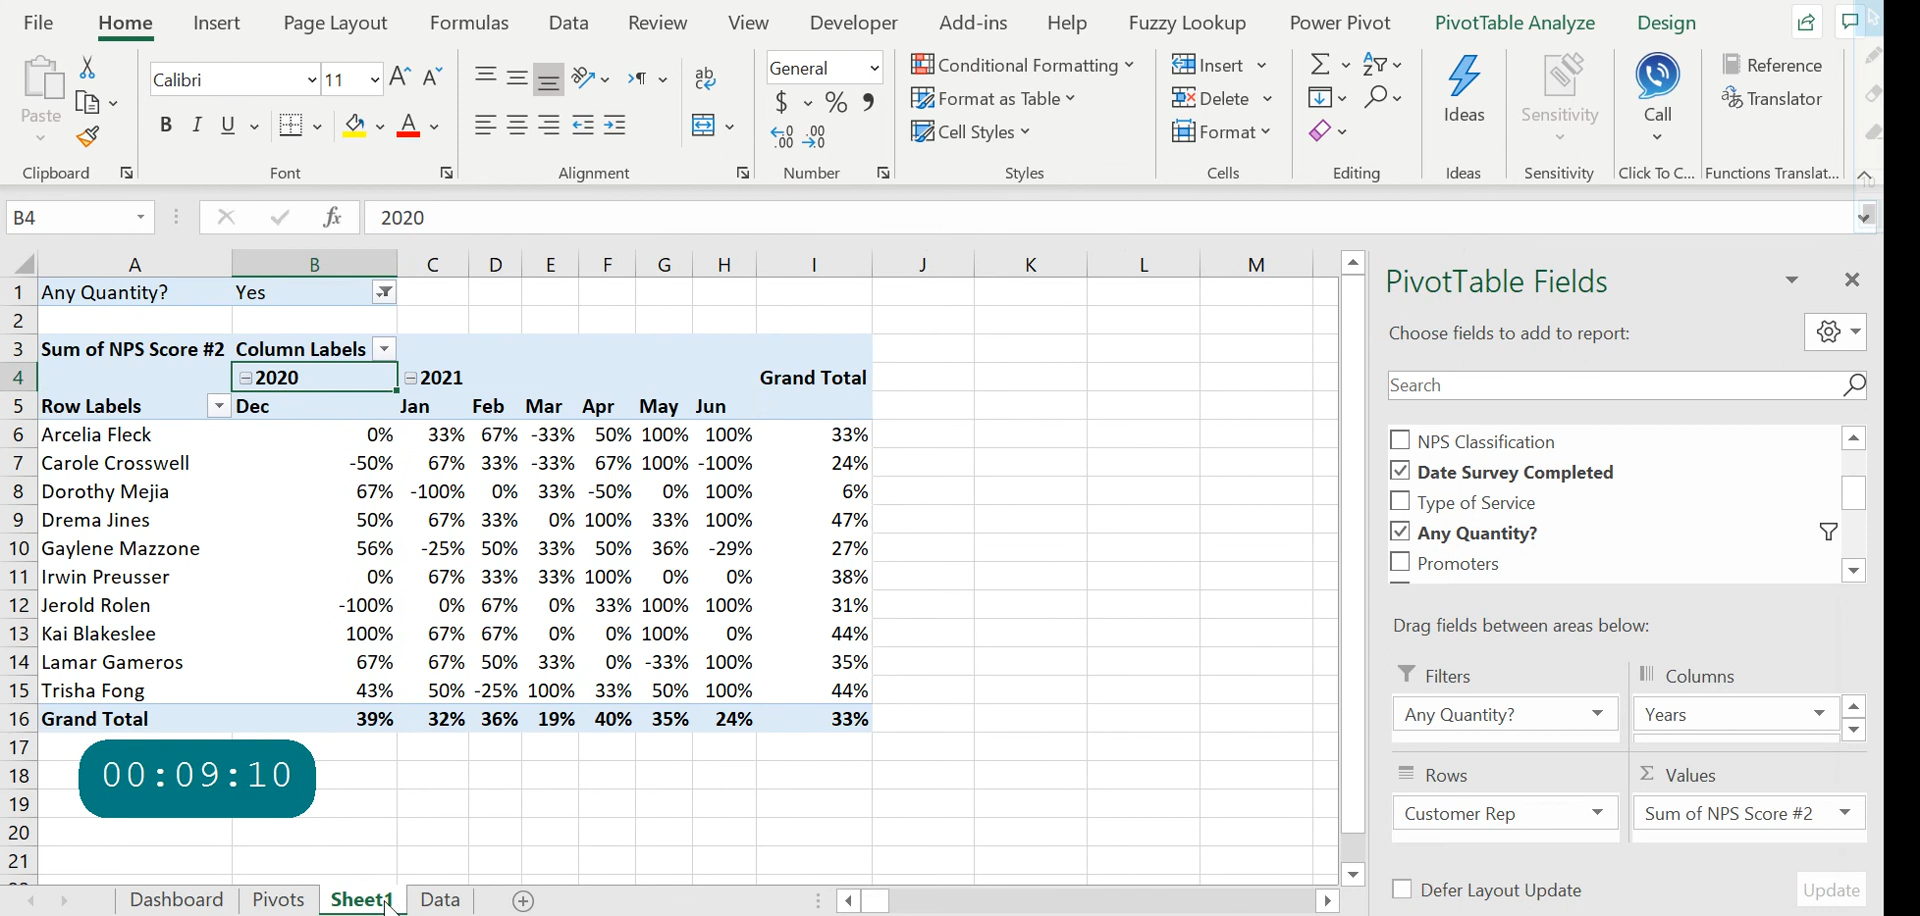 File Home Insert Page Layout Formulas Data Review View Developer Add-ins Help Fuzzy Lookup Power Pivot PivotTable Analyze Design
Paste
Calibri 11
General
Conditional Formatting
Format as Table
Cell Styles
Insert
Delete
Format
Ideas
Sensitivity
Call
Reference
Translator
Clipboard Font Alignment Number Styles Cells Editing Ideas Sensitivity Click To C... Functions Translat...
B4 fx 2020
A B C D E F G H I J K L M
1 Any Quantity? Yes
2
3 Sum of NPS Score #2 Column Labels
4 2020 2021 Grand Total
5 Row Labels Dec Jan Feb Mar Apr May Jun
6 Arcelia Fleck 0% 33% 67% -33% 50% 100% 100% 33%
7 Carole Crosswell -50% 67% 33% -33% 67% 100% -100% 24%
8 Dorothy Mejia 67% -100% 0% 33% -50% 0% 100% 6%
9 Drema Jines 50% 67% 33% 0% 100% 33% 100% 47%
10 Gaylene Mazzone 56% -25% 50% 33% 50% 36% -29% 27%
11 Irwin Preusser 0% 67% 33% 33% 100% 0% 0% 38%
12 Jerold Rolen -100% 0% 67% 0% 33% 100% 100% 31%
13 Kai Blakeslee 100% 67% 67% 0% 0% 100% 0% 44%
14 Lamar Gameros 67% 67% 50% 33% 0% -33% 100% 35%
15 Trisha Fong 43% 50% -25% 100% 33% 50% 100% 44%
16 Grand Total 39% 32% 36% 19% 40% 35% 24% 33%
17
18
19
20
21
00:09:10
Dashboard Pivots Sheet1 Data
PivotTable Fields
Choose fields to add to report:
Search
NPS Classification
Date Survey Completed
Type of Service
Any Quantity?
Promoters
Drag fields between areas below:
Filters Columns
Any Quantity? Years
Rows Σ Values
Customer Rep Sum of NPS Score #2
Defer Layout Update Update